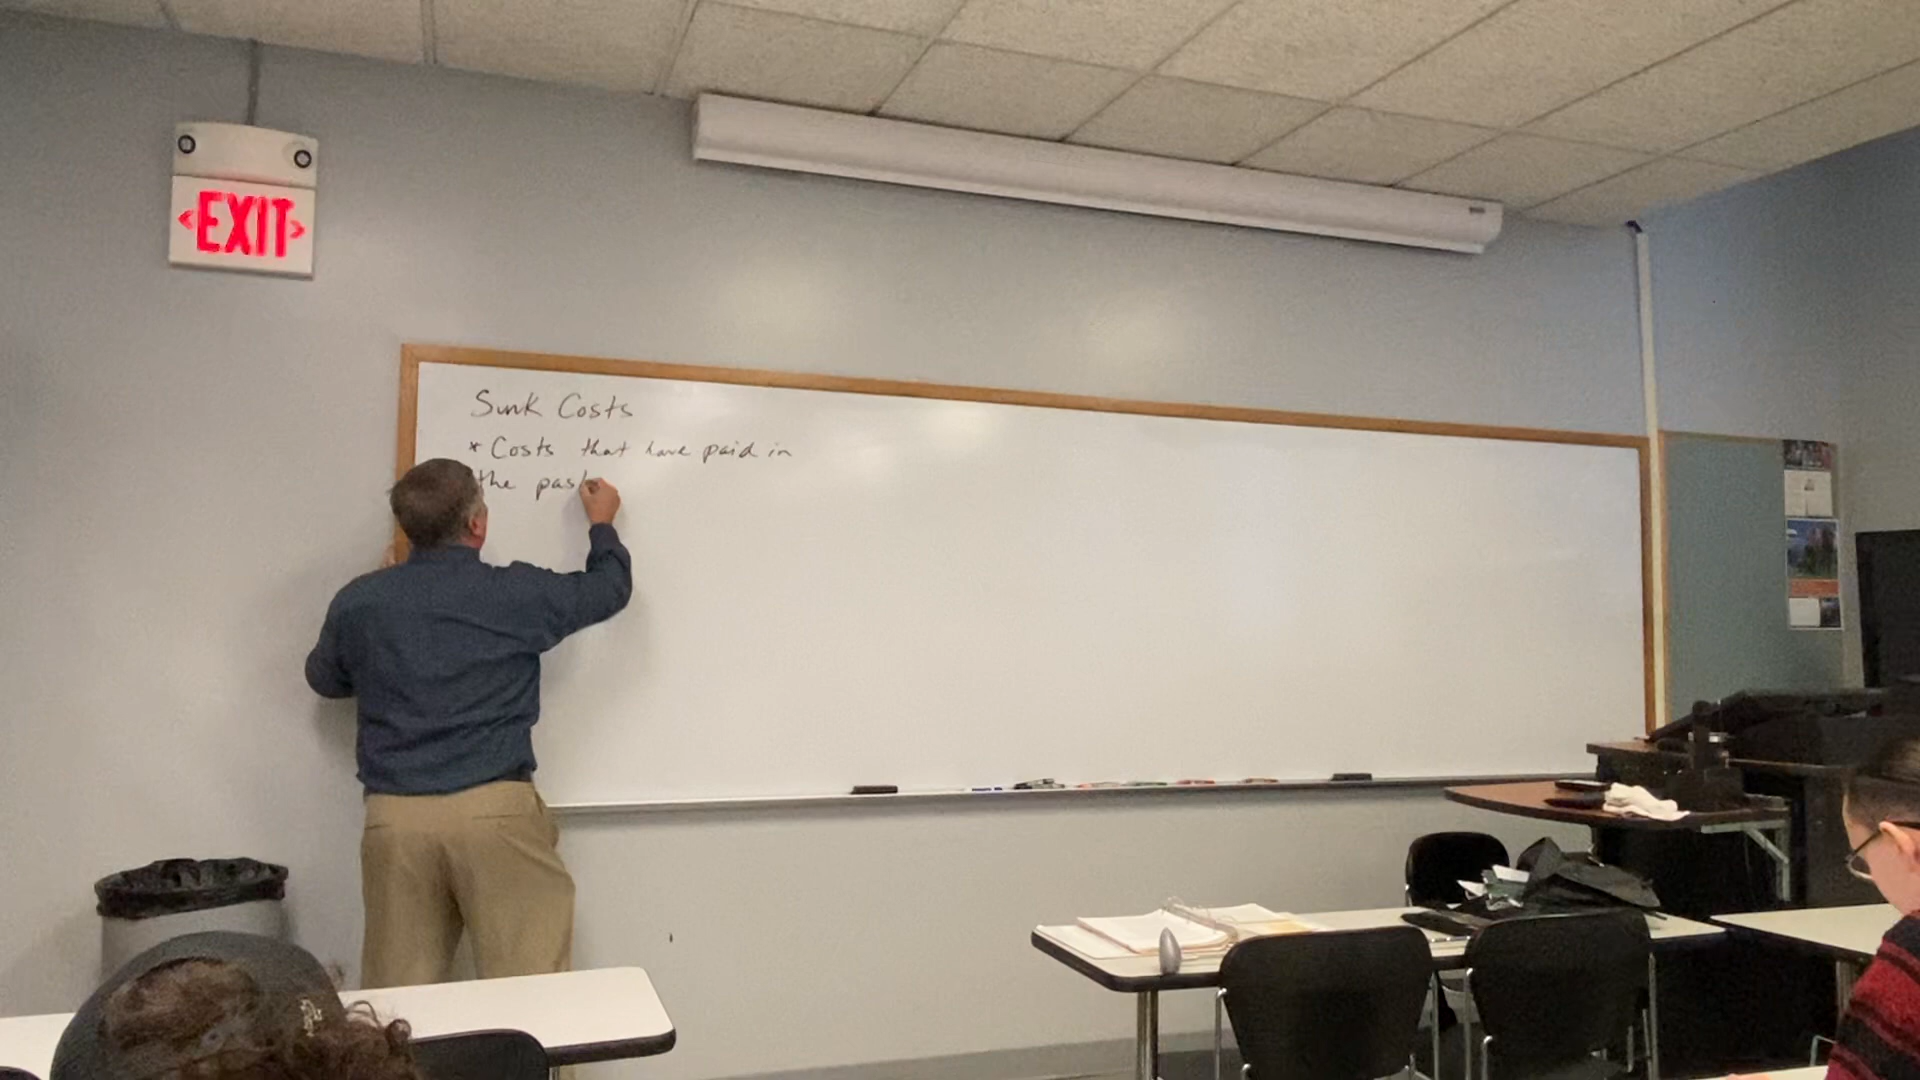 <EXIT>
Sunk Costs
* Costs that have paid in
the past